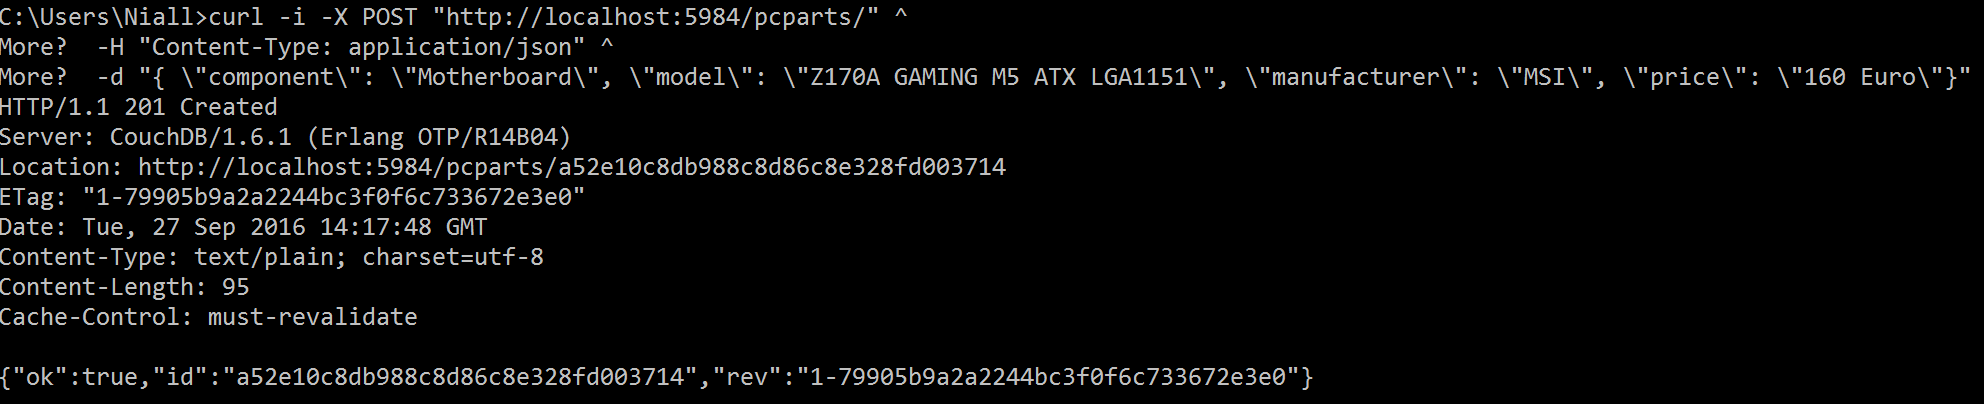 C:\Users\Niall>curl -i -X POST "http://localhost:5984/pcparts/" ^
More?  -H "Content-Type: application/json" ^
More?  -d "{ \"component\": \"Motherboard\", \"model\": \"Z170A GAMING M5 ATX LGA1151\", \"manufacturer\": \"MSI\", \"price\": \"160 Euro\"}"
HTTP/1.1 201 Created
Server: CouchDB/1.6.1 (Erlang OTP/R14B04)
Location: http://localhost:5984/pcparts/a52e10c8db988c8d86c8e328fd003714
ETag: "1-79905b9a2a2244bc3f0f6c733672e3e0"
Date: Tue, 27 Sep 2016 14:17:48 GMT
Content-Type: text/plain; charset=utf-8
Content-Length: 95
Cache-Control: must-revalidate

{"ok":true,"id":"a52e10c8db988c8d86c8e328fd003714","rev":"1-79905b9a2a2244bc3f0f6c733672e3e0"}